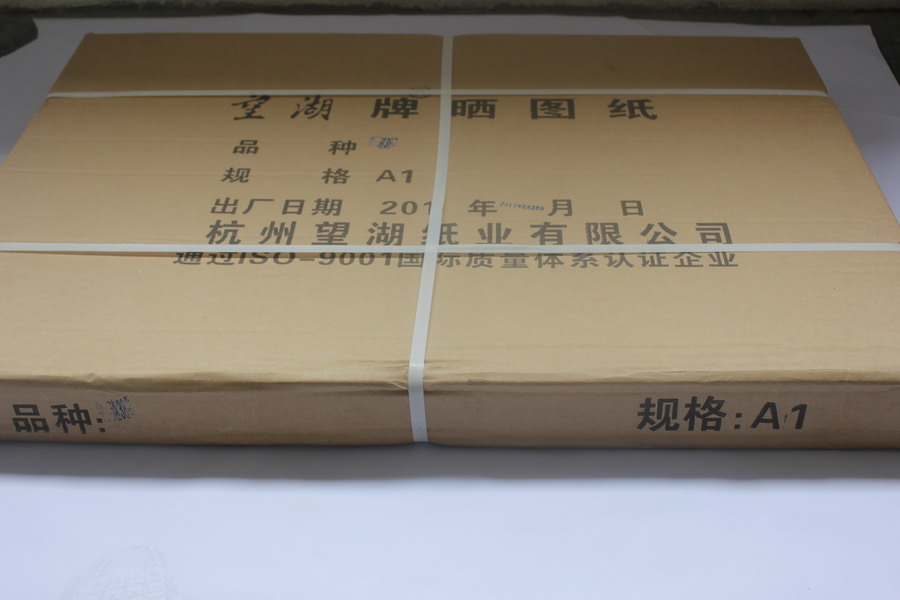 望湖牌晒图纸
品 种
规 格 A1
出厂日期 201 年 月 日
杭州望湖纸业有限公司
通过ISO-9001国际质量体系认证企业
品种:
规格:A1